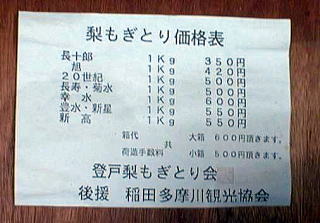 梨もぎとり価格表
長十郎 1Kg 350円
旭 1Kg 420円
20世紀 1Kg 500円
長寿・菊水 1Kg 500円
幸水 1Kg 600円
豊水・新星 1Kg 550円
新高 1Kg 550円
箱代 大箱 600円頂きます。
共
荷造手数料 小箱 500円頂きます。
登戸梨もぎとり会
後援 稲田多摩川観光協会